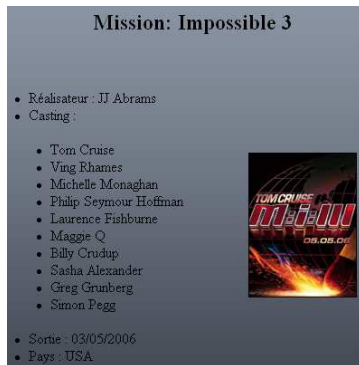 Mission: Impossible 3
Réalisateur : JJ Abrams
Casting :
Tom Cruise
Ving Rhames
Michelle Monaghan
Philip Seymour Hoffman
Laurence Fishburne
Maggie Q
Billy Crudup
Sasha Alexander
Greg Grunberg
Simon Pegg
TOM CRUISE
M:i:III
05.05.06
Sortie : 03/05/2006
Pays : USA